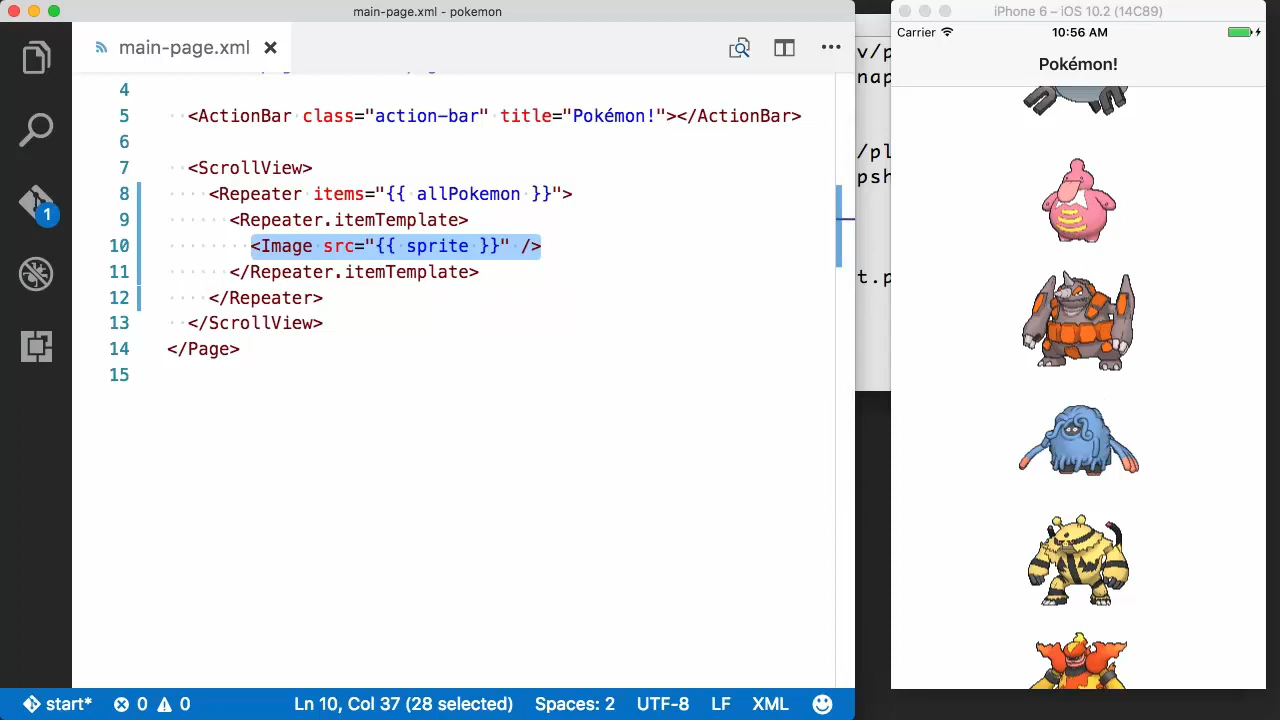 main-page.xml - pokemon
main-page.xml
4
5 <ActionBar class="action-bar" title="Pokémon!"></ActionBar>
6
7 <ScrollView>
8 <Repeater items="{{ allPokemon }}">
9 <Repeater.itemTemplate>
10 <Image src="{{ sprite }}" />
11 </Repeater.itemTemplate>
12 </Repeater>
13 </ScrollView>
14 </Page>
15
1
start* 0 0 Ln 10, Col 37 (28 selected) Spaces: 2 UTF-8 LF XML
v/p
nap
/pl
psh
t.p
iPhone 6 – iOS 10.2 (14C89)
Carrier 10:56 AM
Pokémon!